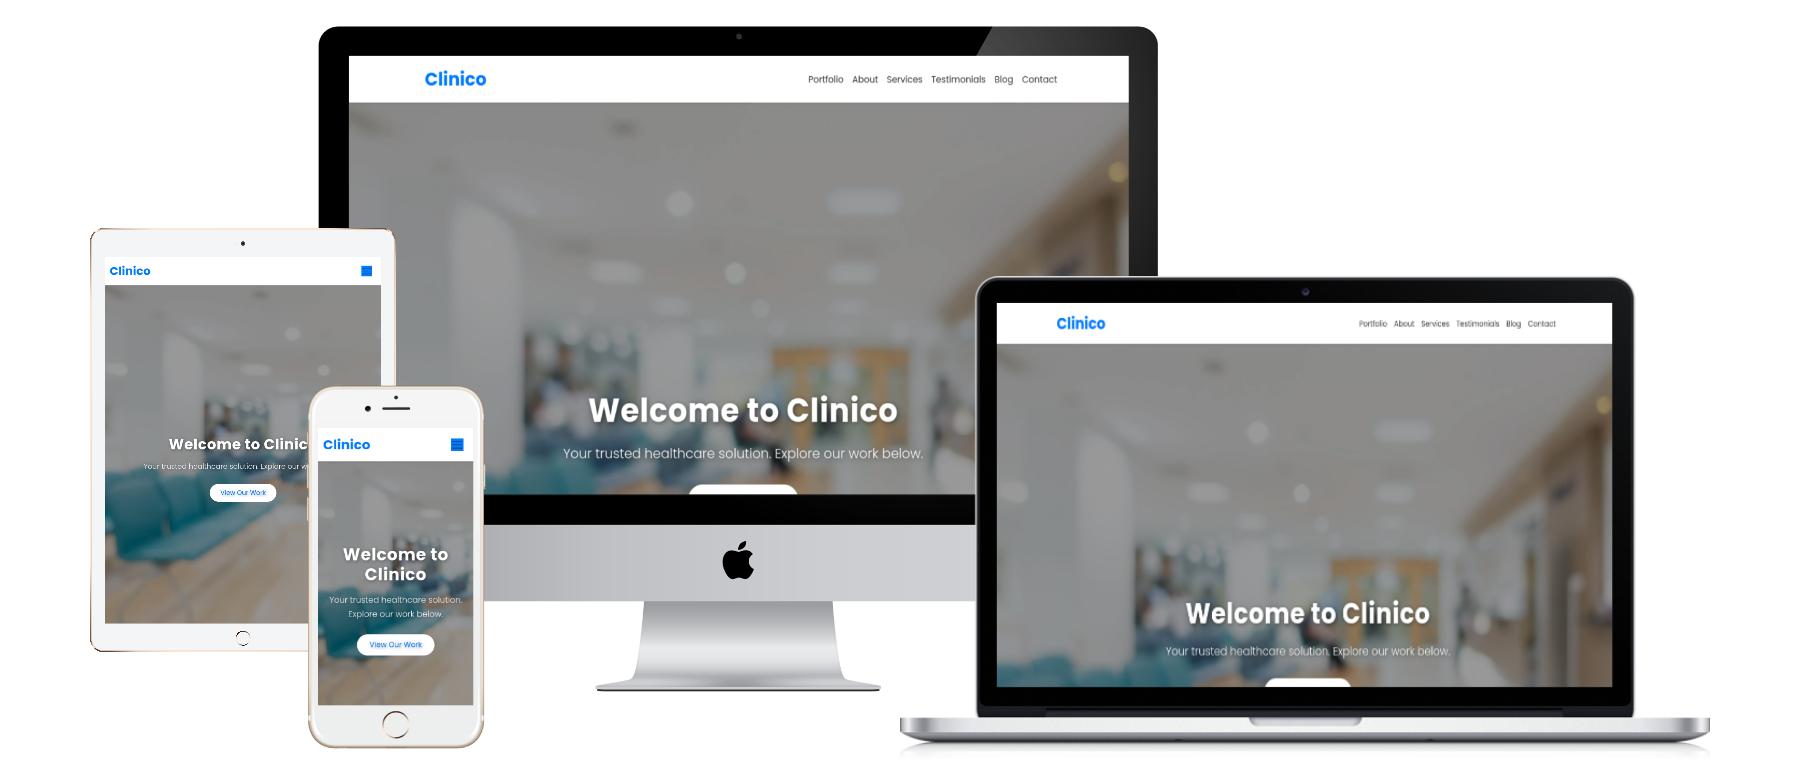 Clinico
Portfolio About Services Testimonials Blog Contact
Welcome to Clinico
Your trusted healthcare solution. Explore our work below.
Clinico
Welcome to Clinic
Your trusted healthcare solution. Explore our w
View Our Work
Clinico
Welcome to
Clinico
Your trusted healthcare solution.
Explore our work below.
View Our Work
Clinico
Portfolio About Services Testimonials Blog Contact
Welcome to Clinico
Your trusted healthcare solution. Explore our work below.